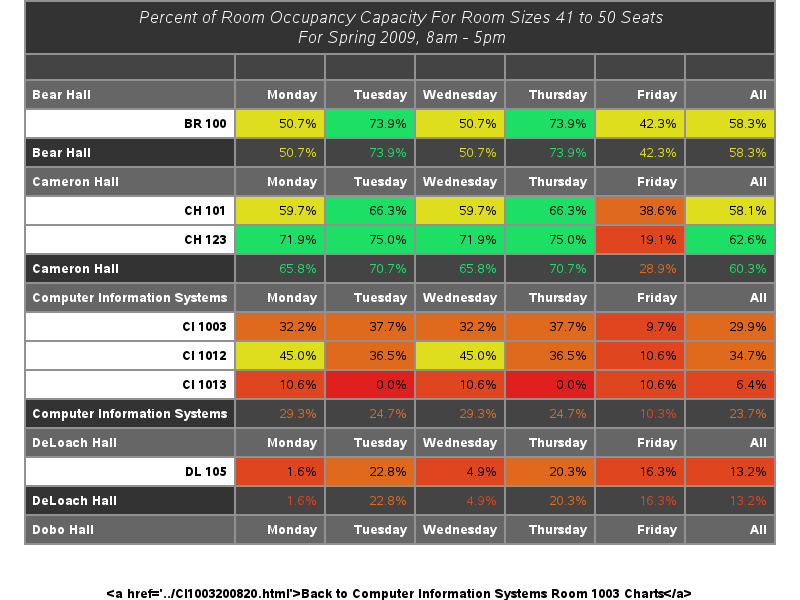 Percent of Room Occupancy Capacity For Room Sizes 41 to 50 Seats
For Spring 2009, 8am - 5pm
Bear Hall Monday Tuesday Wednesday Thursday Friday All
BR 100 50.7% 73.9% 50.7% 73.9% 42.3% 58.3%
Bear Hall 50.7% 73.9% 50.7% 73.9% 42.3% 58.3%
Cameron Hall Monday Tuesday Wednesday Thursday Friday All
CH 101 59.7% 66.3% 59.7% 66.3% 38.6% 58.1%
CH 123 71.9% 75.0% 71.9% 75.0% 19.1% 62.6%
Cameron Hall 65.8% 70.7% 65.8% 70.7% 28.9% 60.3%
Computer Information Systems Monday Tuesday Wednesday Thursday Friday All
CI 1003 32.2% 37.7% 32.2% 37.7% 9.7% 29.9%
CI 1012 45.0% 36.5% 45.0% 36.5% 10.6% 34.7%
CI 1013 10.6% 0.0% 10.6% 0.0% 10.6% 6.4%
Computer Information Systems 29.3% 24.7% 29.3% 24.7% 10.3% 23.7%
DeLoach Hall Monday Tuesday Wednesday Thursday Friday All
DL 105 1.6% 22.8% 4.9% 20.3% 16.3% 13.2%
DeLoach Hall 1.6% 22.8% 4.9% 20.3% 16.3% 13.2%
Dobo Hall Monday Tuesday Wednesday Thursday Friday All
<a href='../CI1003200820.html'>Back to Computer Information Systems Room 1003 Charts</a>